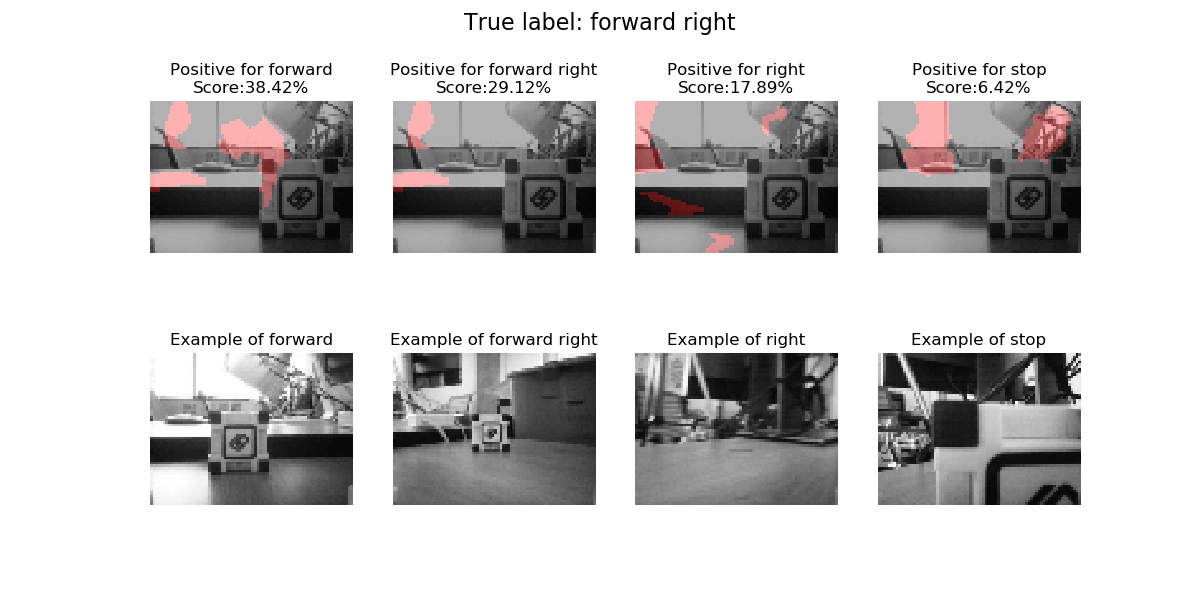 True label: forward right
Positive for forward
Score:38.42%
Positive for forward right
Score:29.12%
Positive for right
Score:17.89%
Positive for stop
Score:6.42%
Example of forward
Example of forward right
Example of right
Example of stop